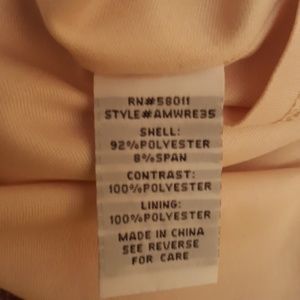 RN#58011
STYLE#AMWRE35
SHELL:
92%POLYESTER
8%SPAN
CONTRAST:
100%POLYESTER
LINING:
100%POLYESTER
MADE IN CHINA
SEE REVERSE
FOR CARE